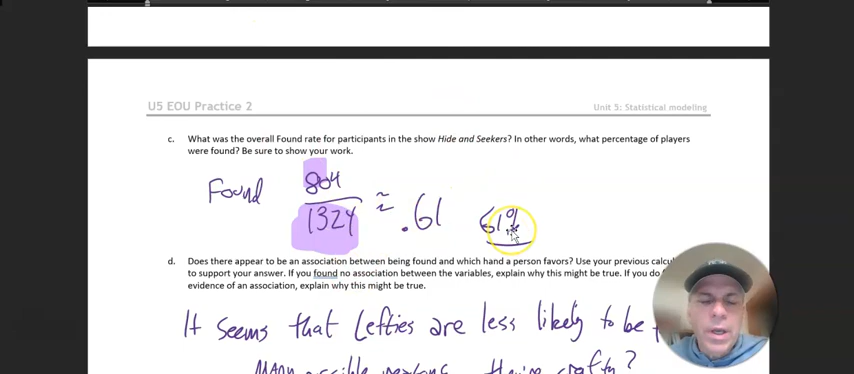 U5 EOU Practice 2
Unit 5: Statistical modeling
c. What was the overall Found rate for participants in the show Hide and Seekers? In other words, what percentage of players
were found? Be sure to show your work.
Found 804
1324 ≈ .61 61%
d. Does there appear to be an association between being found and which hand a person favors? Use your previous
to support your answer. If you found no association between the variables, explain why this might be true. If you do
evidence of an association, explain why this might be true.
It seems that Lefties are less likely to be
Many possible reasons.